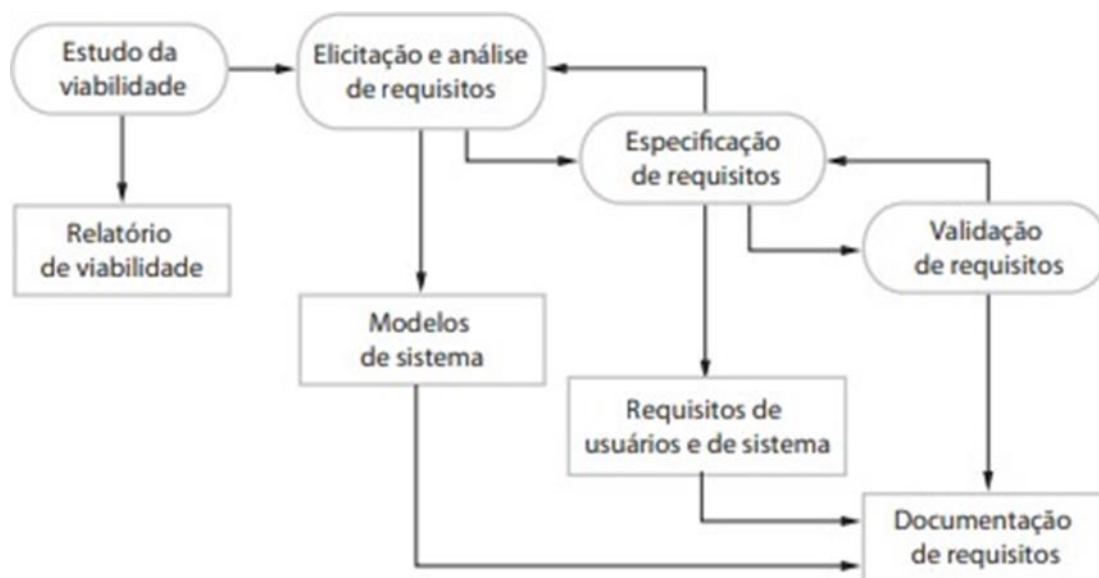 Estudo da
viabilidade
Elicitação e análise
de requisitos
Especificação
de requisitos
Validação
de requisitos
Relatório
de viabilidade
Modelos
de sistema
Requisitos de
usuários e de sistema
Documentação
de requisitos